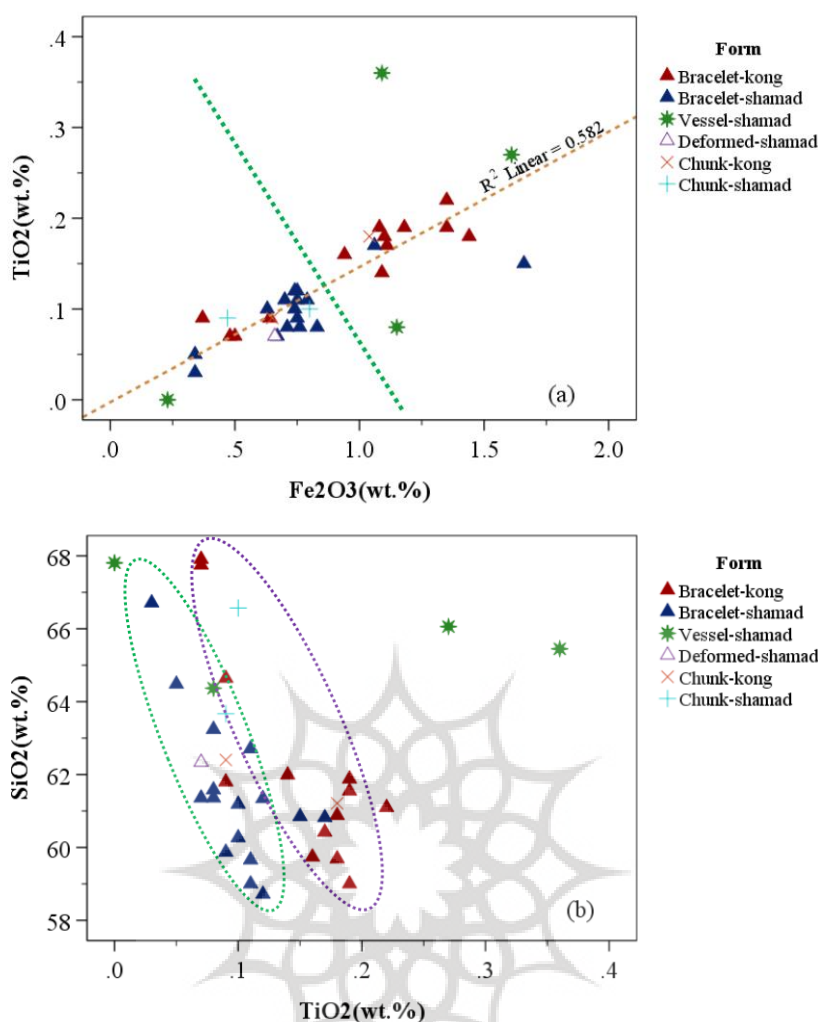 .4
.3
.2
.1
.0
TiO2(wt.%)
R2 Linear = 0.582
(a)
.0 .5 1.0 1.5 2.0
Fe2O3(wt.%)
Form
Bracelet-kong
Bracelet-shamad
Vessel-shamad
Deformed-shamad
Chunk-kong
Chunk-shamad
68
66
64
62
60
58
SiO2(wt.%)
(b)
.0 .1 .2 .3 .4
TiO2(wt.%)
Form
Bracelet-kong
Bracelet-shamad
Vessel-shamad
Deformed-shamad
Chunk-kong
Chunk-shamad